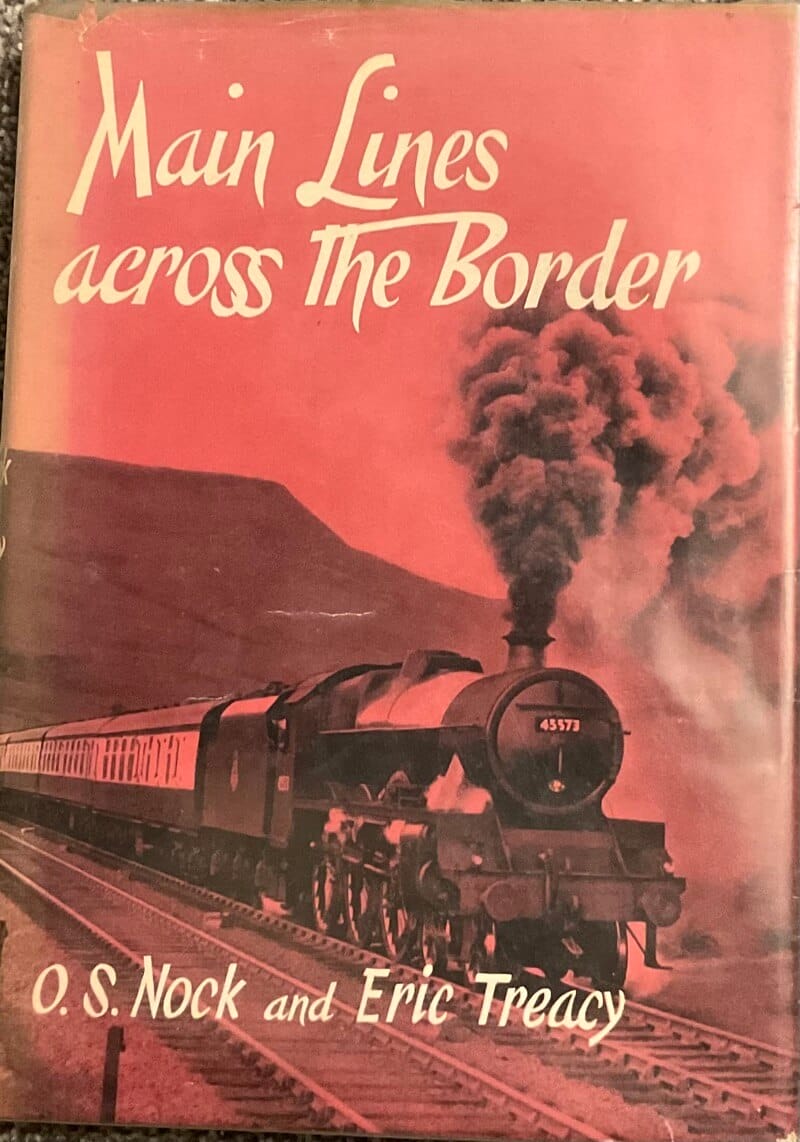 Main Lines
across The Border
45573
O. S. Nock and Eric Treacy